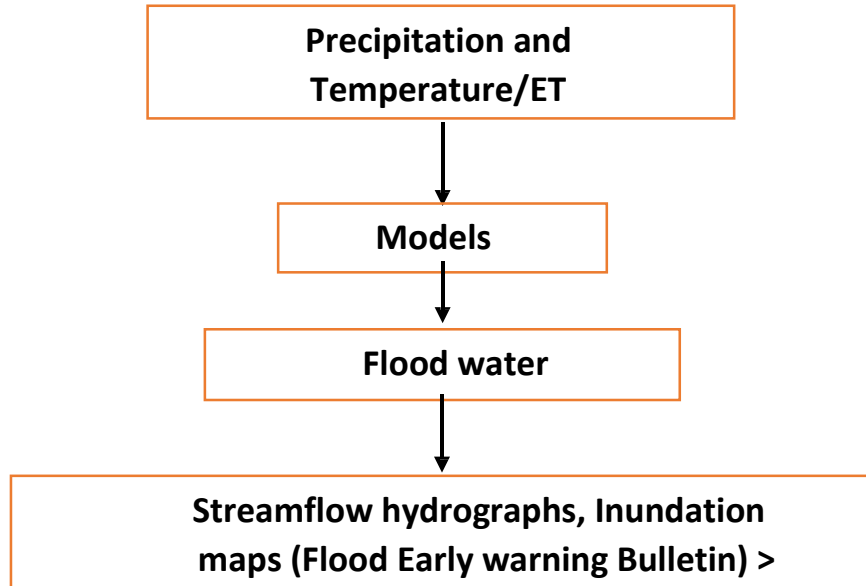 Precipitation and
Temperature/ET
Models
Flood water
Streamflow hydrographs, Inundation
maps (Flood Early warning Bulletin) >